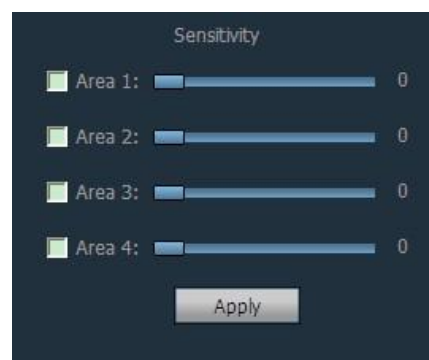 Sensitivity
Area 1: 0
Area 2: 0
Area 3: 0
Area 4: 0
Apply